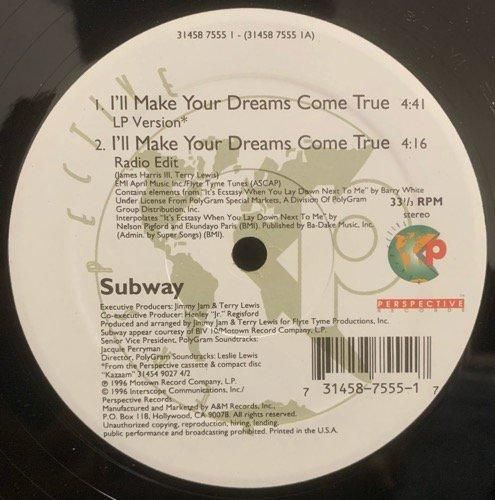 31458 7555 1 - (31458 7555 1A)
PECTIVE
1. I'll Make Your Dreams Come True 4:41
LP Version*
2. I'll Make Your Dreams Come True 4:16
Radio Edit
(James Harris III, Terry Lewis)
EMI April Music Inc./Flyte Tyme Tunes (ASCAP)
Contains elements from "It's Ecstasy When You Lay Down Next To Me" by Barry White
Under License From PolyGram Special Markets, A Division Of PolyGram
Group Distribution, Inc.
Interpolates "It's Ecstasy When You Lay Down Next To Me" by
Nelson Pigford and Ekundayo Paris (BMI). Published by Ba-Dake Music, Inc.
(Admin. by Super Songs) (BMI).
33 1/3 RPM
stereo
P
PERSPECTIVE
RECORDS
Subway
Executive Producers: Jimmy Jam & Terry Lewis
Co-executive Producer: Henley "Jr." Regisford
Produced and arranged by Jimmy Jam & Terry Lewis for Flyte Tyme Productions, Inc.
Subway appear courtesy of BIV 10/Motown Record Company, L.P.
Senior Vice President, PolyGram Soundtracks:
Jacquie Perryman
Director, PolyGram Soundtracks: Leslie Lewis
*From the Perspective cassette & compact disc
"Kazaam" 31454 9027 4/2
℗ 1996 Motown Record Company, L.P.
© 1996 Interscope Communications, Inc./
Perspective Records
Manufactured and Marketed by A&M Records, Inc.,
P.O. Box 118, Hollywood, CA 90078. All rights reserved.
Unauthorized copying, reproduction, hiring, lending,
public performance and broadcasting prohibited. Printed in the U.S.A.
7 31458-7555-1 7